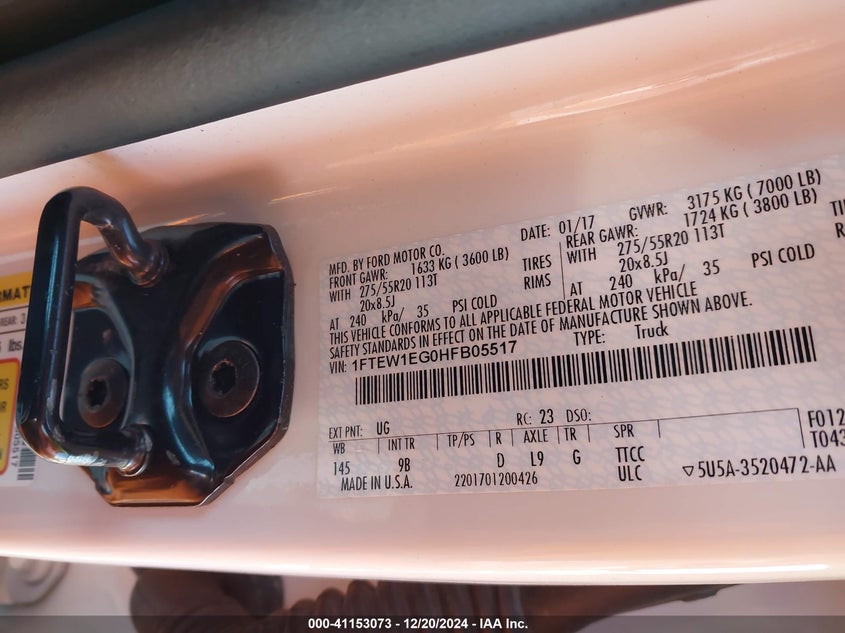 MFD. BY FORD MOTOR CO.
DATE: 01/17 GVWR: 3175 KG ( 7000 LB)
FRONT GAWR: 1633 KG ( 3600 LB) REAR GAWR: 1724 KG ( 3800 LB)
WITH 275/55R20 113T TIRES WITH 275/55R20 113T
20x8.5J RIMS 20x8.5J
AT 240 kPa/ 35 PSI COLD AT 240 kPa/ 35 PSI COLD
THIS VEHICLE CONFORMS TO ALL APPLICABLE FEDERAL MOTOR VEHICLE
SAFETY STANDARDS IN EFFECT ON THE DATE OF MANUFACTURE SHOWN ABOVE.
VIN: 1FTEW1EG0HFB05517 TYPE: Truck
EXT PNT: UG RC: 23 DSO:
WB INT TR TP/PS R AXLE TR SPR
145 9B D L9 G TTCC
ULC
MADE IN U.S.A. 2201701200426
F012
T043
5U5A-3520472-AA
REAR: 2
lbs.
000-41153073 - 12/20/2024 - IAA Inc.